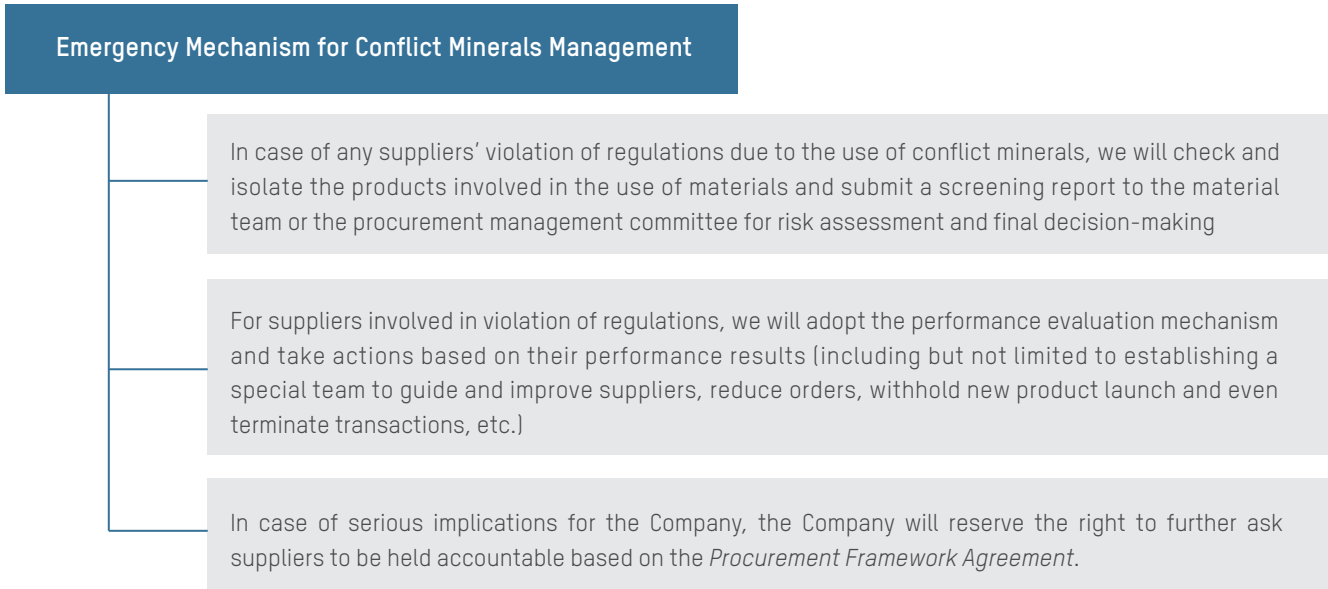 Emergency Mechanism for Conflict Minerals Management
In case of any suppliers’ violation of regulations due to the use of conflict minerals, we will check and
isolate the products involved in the use of materials and submit a screening report to the material
team or the procurement management committee for risk assessment and final decision-making
For suppliers involved in violation of regulations, we will adopt the performance evaluation mechanism
and take actions based on their performance results (including but not limited to establishing a
special team to guide and improve suppliers, reduce orders, withhold new product launch and even
terminate transactions, etc.)
In case of serious implications for the Company, the Company will reserve the right to further ask
suppliers to be held accountable based on the Procurement Framework Agreement.